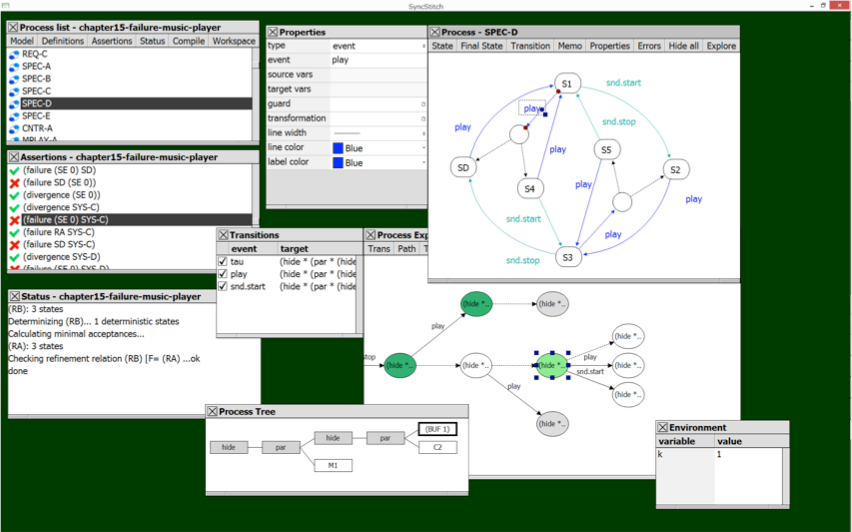 SyncStitch
Process list - chapter15-failure-music-player
Model Definitions Assertions Status Compile Workspace
REQ-C
SPEC-A
SPEC-B
SPEC-C
SPEC-D
SPEC-E
CNTR-A
MPLAY-A
Assertions - chapter15-failure-music-player
(failure (SE 0) SD)
(failure SD (SE 0))
(divergence (SE 0))
(divergence SYS-C)
(failure (SE 0) SYS-C)
(failure RA SYS-C)
(failure SD SYS-C)
(divergence SYS-D)
(failure (SE 0) SYS-D)
Status - chapter15-failure-music-player
(RB): 3 states
Determinizing (RB)... 1 deterministic states
Calculating minimal acceptances...
(RA): 3 states
Checking refinement relation (RB) [F= (RA) ...ok
done
Properties
type event
event play
source vars
target vars
guard
transformation
line width
line color Blue
label color Blue
Process - SPEC-D
State Final State Transition Memo Properties Errors Hide all Explore
S1
snd.start
play
snd.stop
play
play
S5
SD
S2
S4
play
play
snd.start
play
S3
snd.stop
Transitions
event target
tau (hide * (par * (hide
play (hide * (par * (hide
snd.start (hide * (par * (hide
Process Exp
Trans Path T
(hide *..
(hide *..
play
(hide *..
stop
(hide *..
(hide *..
(hide *..
play
(hide *..
snd.start
(hide *..
play
(hide *..
Process Tree
hide par hide par (BUF 1)
C2
M1
Environment
variable value
k 1